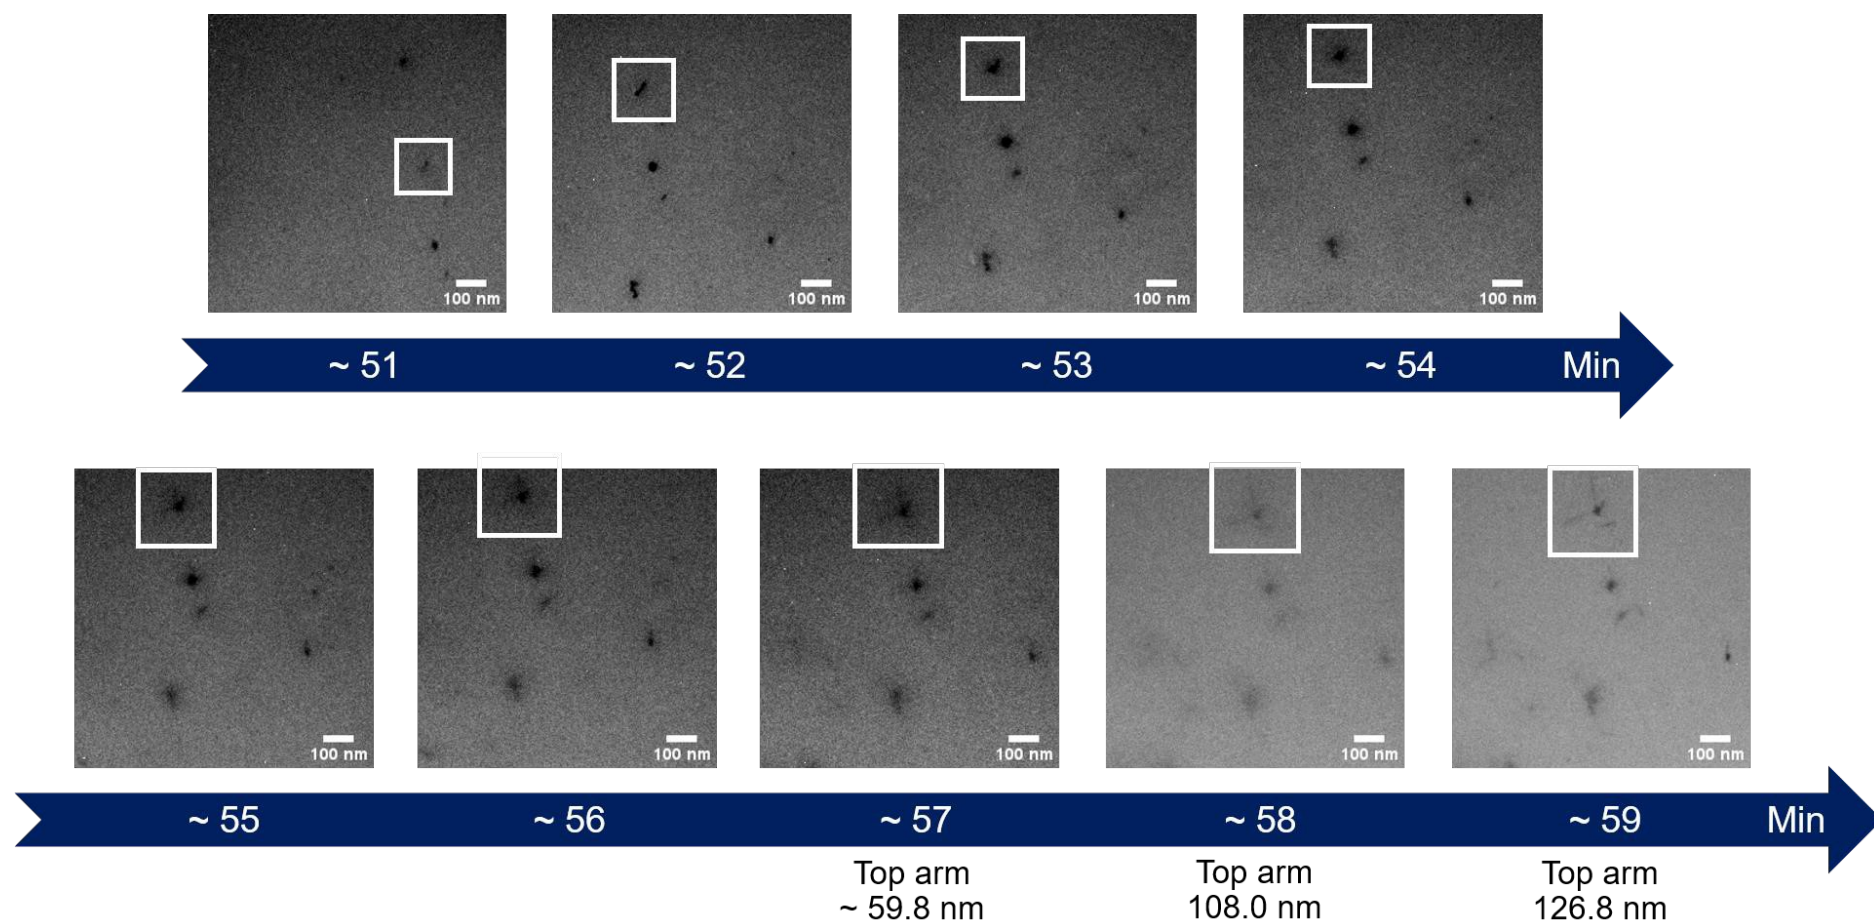 100 nm
100 nm
100 nm
100 nm
~ 51
~ 52
~ 53
~ 54
Min
100 nm
100 nm
100 nm
100 nm
100 nm
~ 55
~ 56
~ 57
~ 58
~ 59
Min
Top arm
~ 59.8 nm
Top arm
108.0 nm
Top arm
126.8 nm